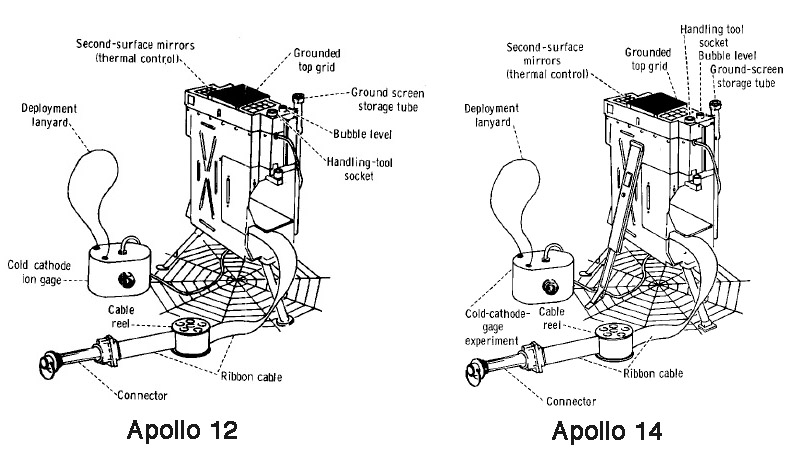 Second-surface mirrors
(thermal control)
Grounded
top grid
Ground screen
storage tube
Deployment
lanyard
Bubble level
Handling-tool
socket
Cold cathode
ion gage
Cable
reel
Ribbon cable
Connector
Apollo 12
Handling tool
socket
Second-surface
mirrors
(thermal control)
Grounded
top grid
Bubble level
Ground-screen
storage tube
Deployment
lanyard
Cold-cathode-
gage
experiment
Cable
reel
Ribbon cable
Connector
Apollo 14